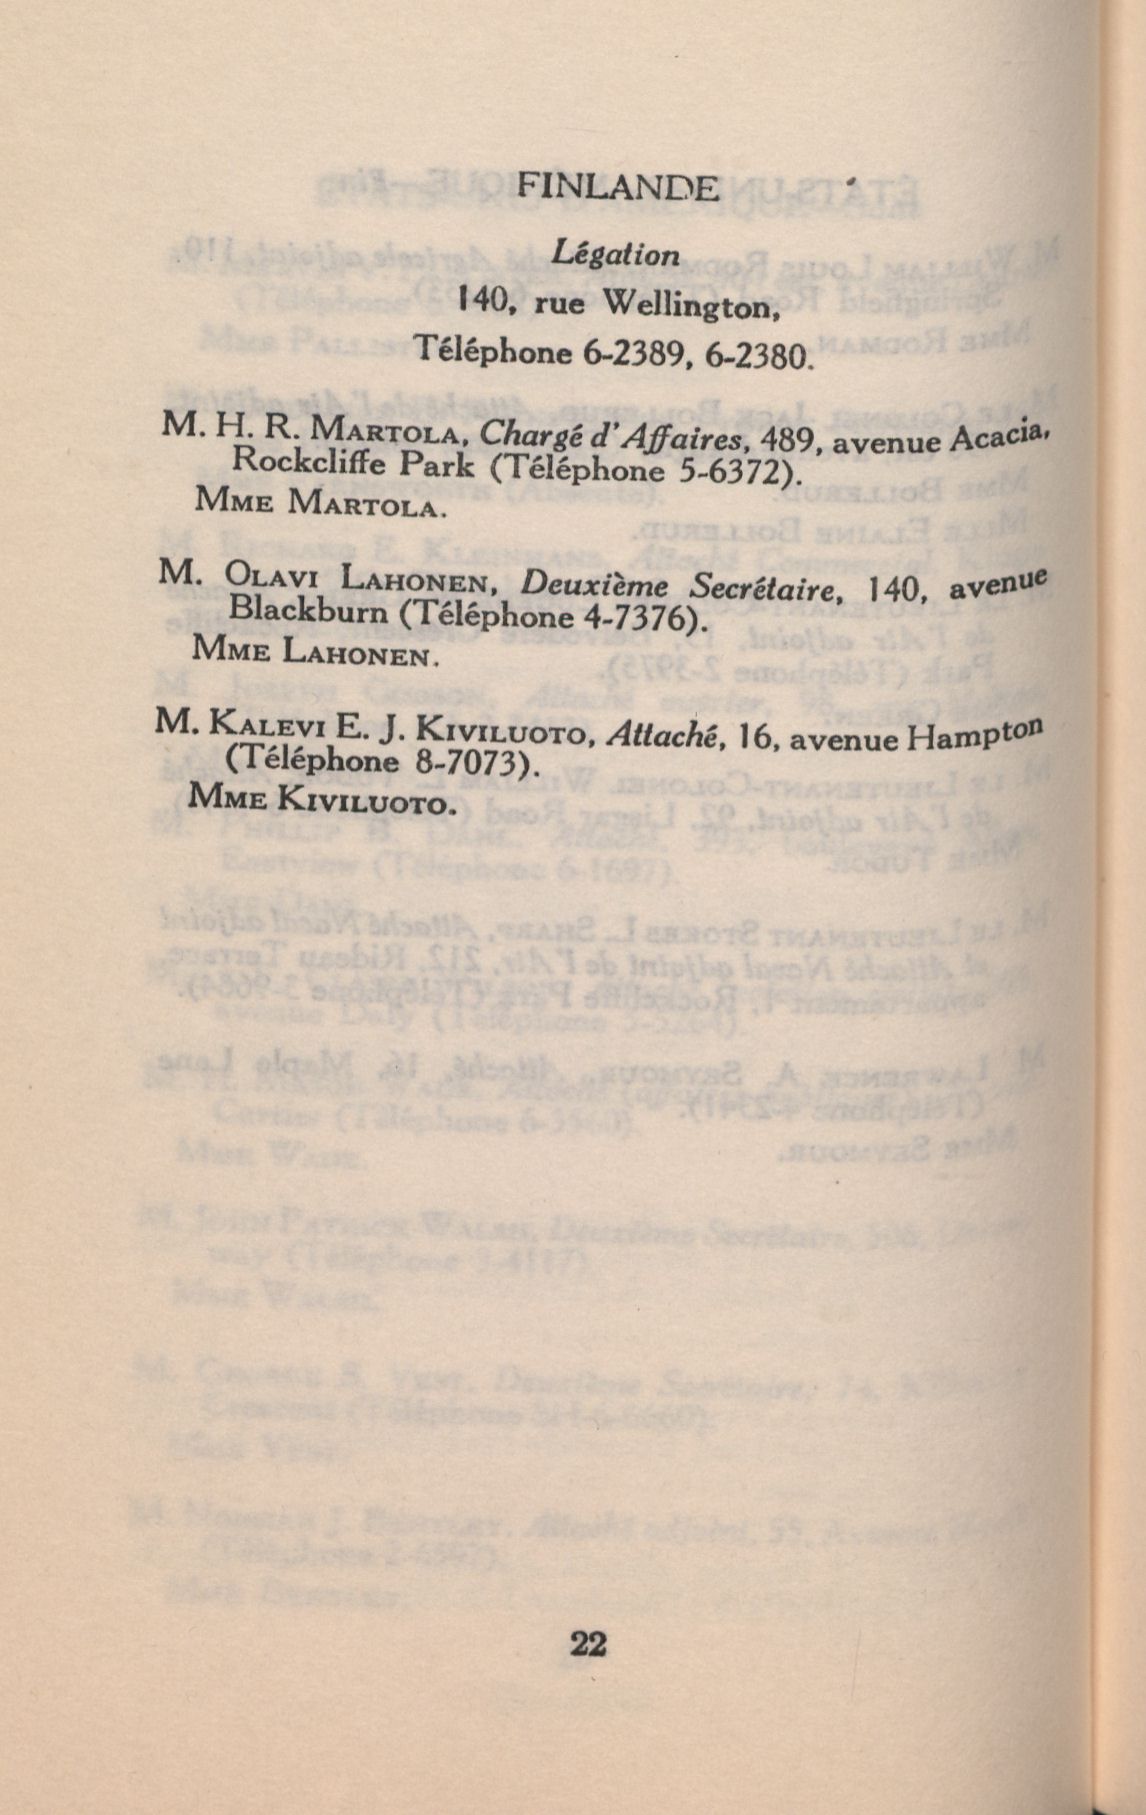 FINLANDE
Légation
140, rue Wellington,
Téléphone 6-2389, 6-2380.
M. H. R. MARTOLA, Chargé d'Affaires, 489, avenue Acacia,
Rockcliffe Park (Téléphone 5-6372).
MME MARTOLA.
M. OLAVI LAHONEN, Deuxième Secrétaire, 140, avenue
Blackburn (Téléphone 4-7376).
MME LAHONEN.
M. KALEVI E. J. KIVILUOTO, Attaché, 16, avenue Hampton
(Téléphone 8-7073).
MME KIVILUOTO.
22